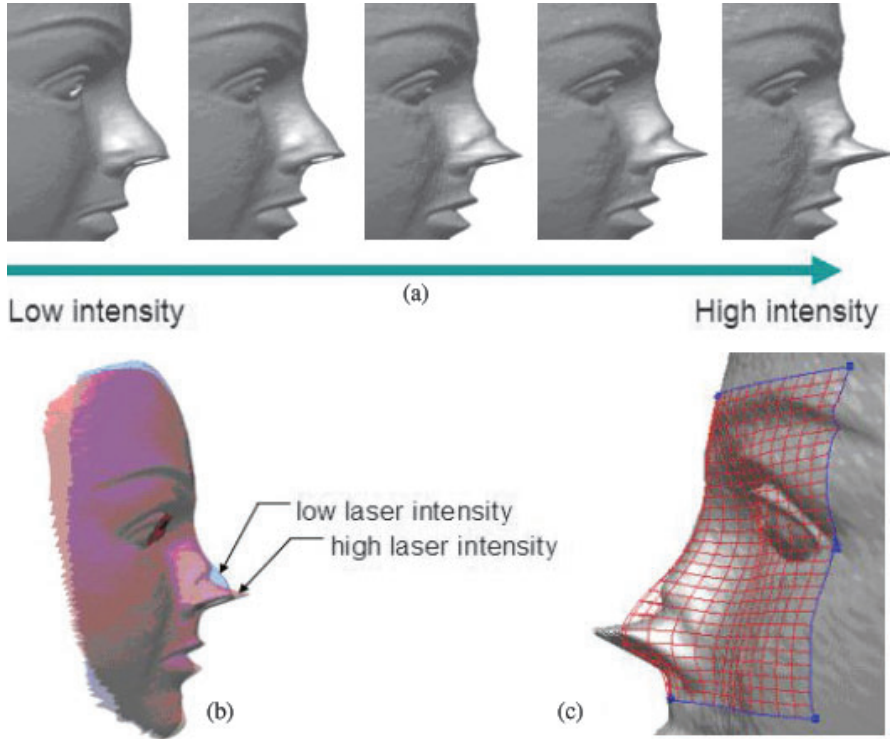 (a)
Low intensity
High intensity
low laser intensity
high laser intensity
(b)
(c)